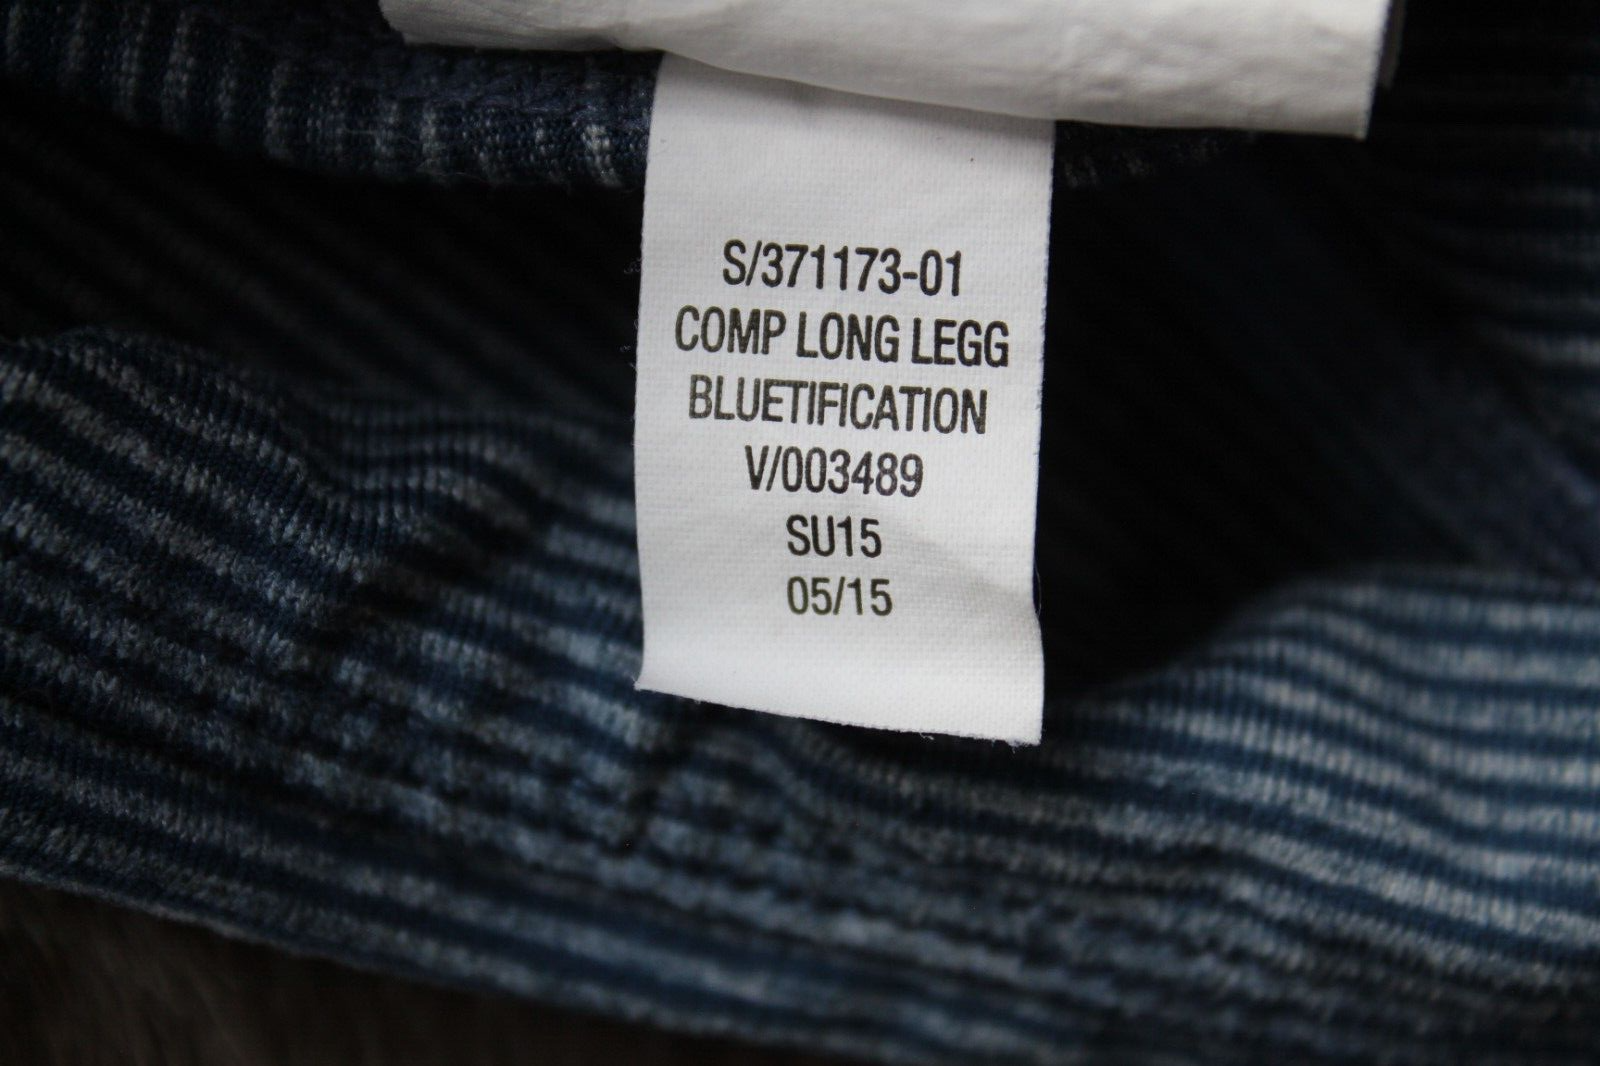 S/371173-01
COMP LONG LEGG
BLUETIFICATION
V/003489
SU15
05/15